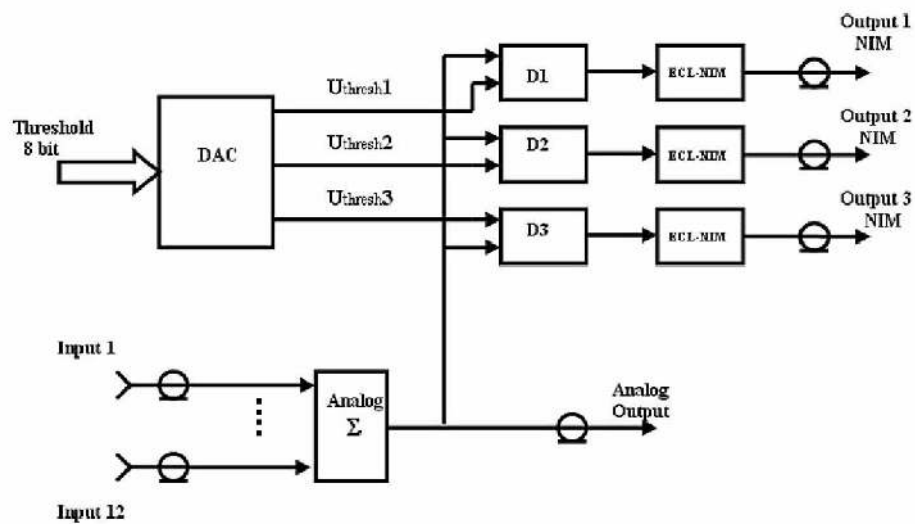 Output 1
NIM
D1
ECL-NIM
Uthresh1
Threshold
8 bit
DAC
Uthresh2
D2
ECL-NIM
Output 2
NIM
Uthresh3
D3
ECL-NIM
Output 3
NIM
Input 1
Analog
Σ
Analog
Output
Input 12